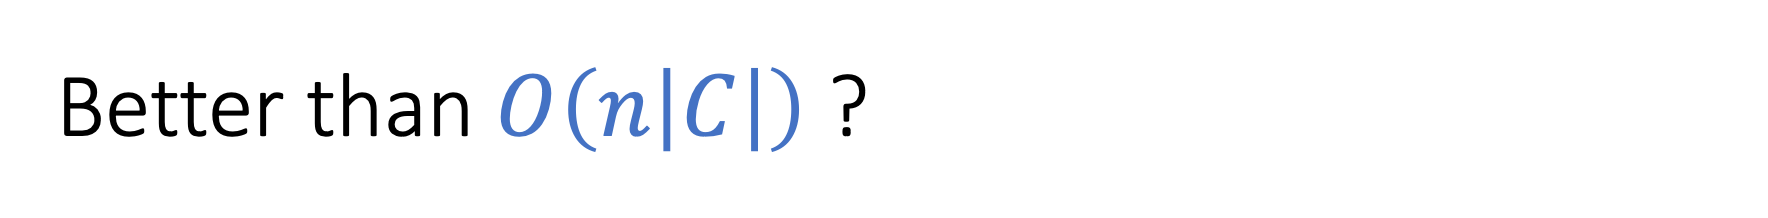 Better than O(n|C|) ?